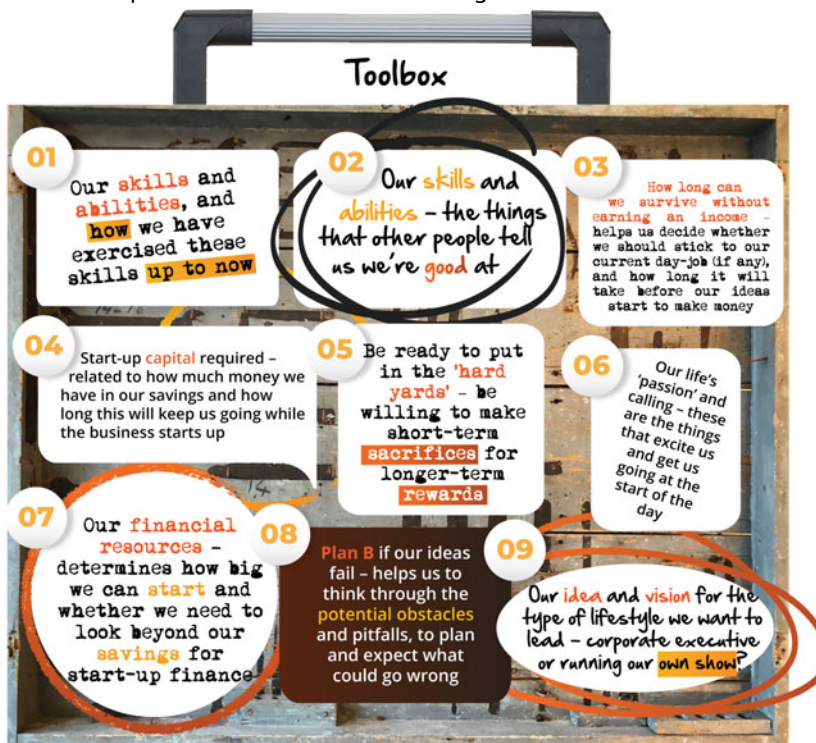 Toolbox
01
Our skills and
abilities, and
how we have
exercised these
skills up to now
02
Our skills and
abilities – the things
that other people tell
us we're good at
03
How long can
we survive without
earning an income –
helps us decide whether
we should stick to our
current day-job (if any),
and how long it will
take before our ideas
start to make money
04
Start-up capital required –
related to how much money we
have in our savings and how
long this will keep us going while
the business starts up
05
Be ready to put
in the 'hard
yards' – be
willing to make
short-term
sacrifices for
longer-term
rewards
06
Our life's
'passion' and
calling – these
are the things
that excite us
and get us
going at the
start of the
day
07
Our financial
resources –
determines how big
we can start and
whether we need to
look beyond our
savings for
start-up finance
08
Plan B if our ideas
fail – helps us to
think through the
potential obstacles
and pitfalls, to plan
and expect what
could go wrong
09
Our idea and vision for the
type of lifestyle we want to
lead – corporate executive
or running our own show?